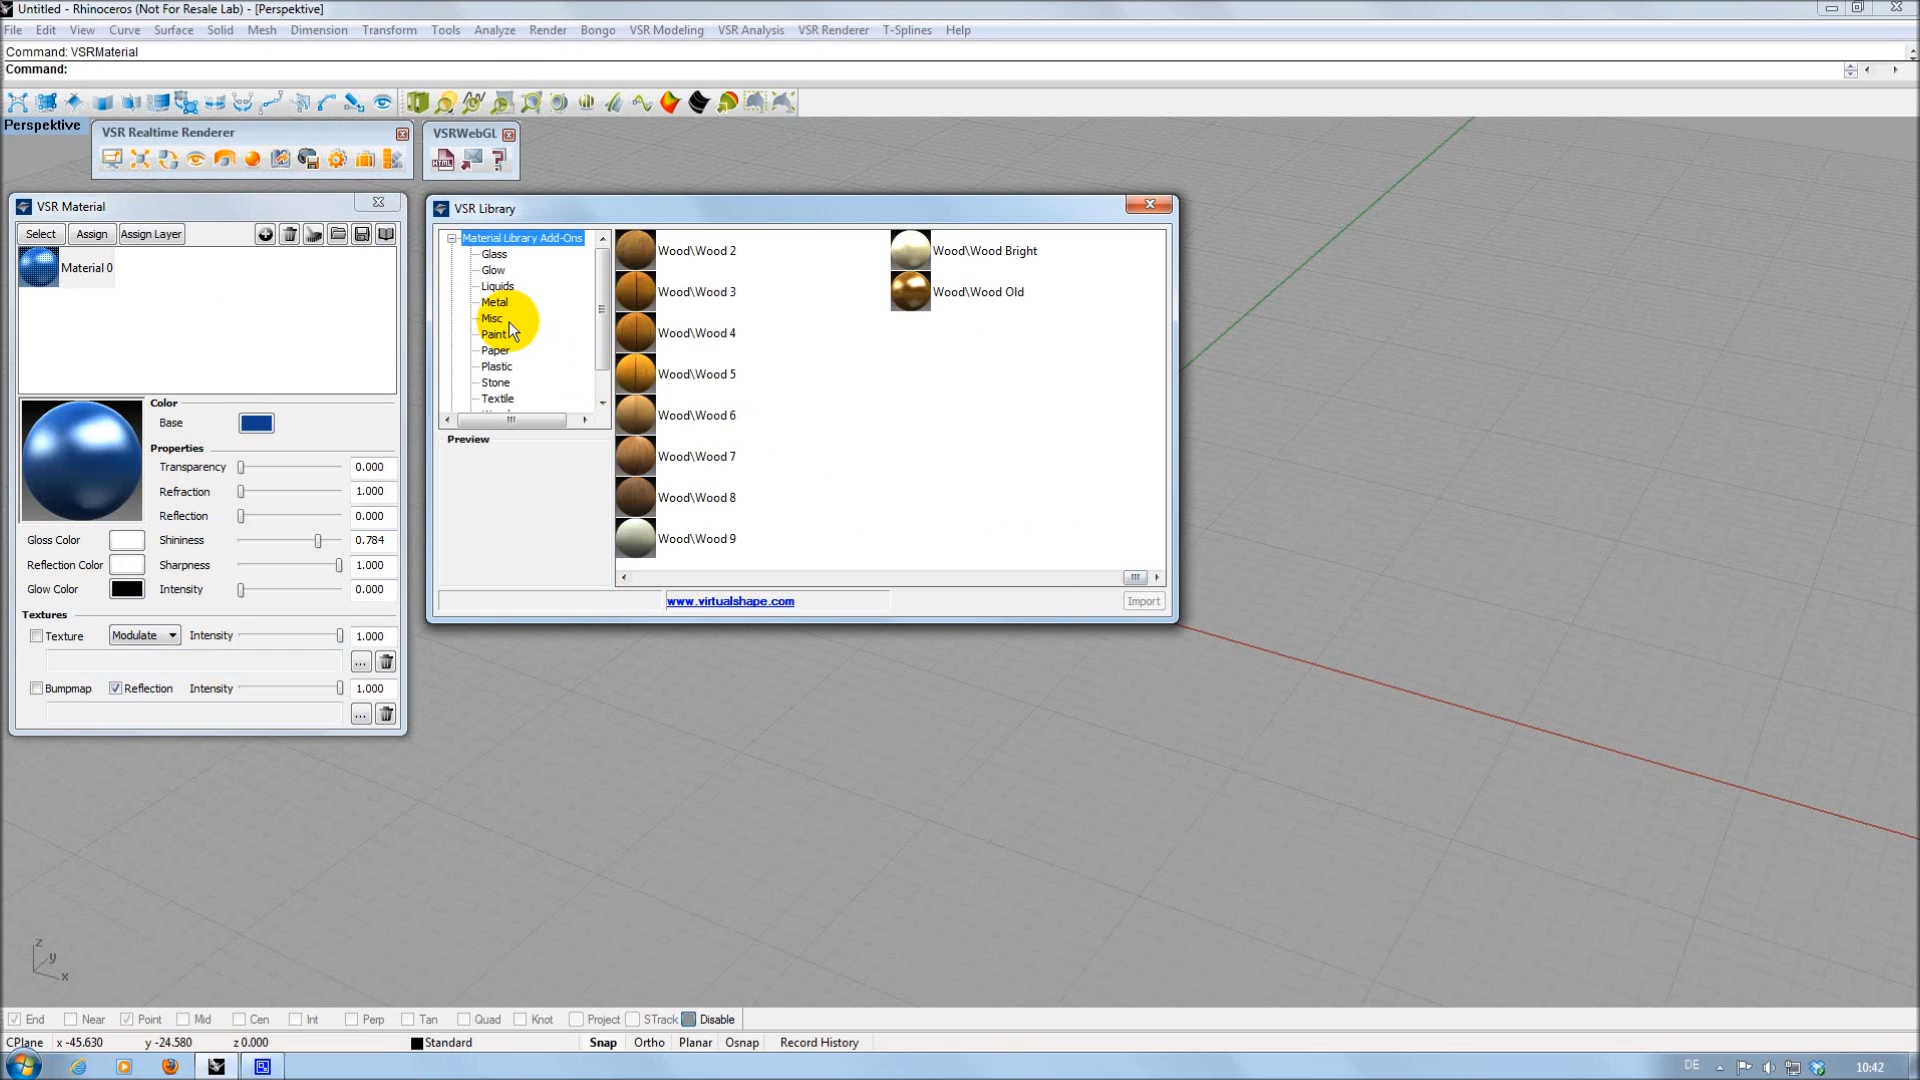 Untitled - Rhinoceros (Not For Resale Lab) - [Perspektive]
File Edit View Curve Surface Solid Mesh Dimension Transform Tools Analyze Render Bongo VSR Modeling VSR Analysis VSR Renderer T-Splines Help
Command: VSRMaterial
Command:
Perspektive
VSR Realtime Renderer
VSRWebGL
HTML
VSR Material
Select Assign Assign Layer
Material 0
Color
Base
Properties
Transparency 0.000
Refraction 1.000
Reflection 0.000
Gloss Color Shininess 0.784
Reflection Color Sharpness 1.000
Glow Color Intensity 0.000
Textures
Texture Modulate Intensity 1.000
...
Bumpmap Reflection Intensity 1.000
...
VSR Library
Material Library Add-Ons
Glass
Glow
Liquids
Metal
Misc
Paint
Paper
Plastic
Stone
Textile
Preview
Wood\Wood 2
Wood\Wood 3
Wood\Wood 4
Wood\Wood 5
Wood\Wood 6
Wood\Wood 7
Wood\Wood 8
Wood\Wood 9
Wood\Wood Bright
Wood\Wood Old
www.virtualshape.com
Import
z
y
x
End Near Point Mid Cen Int Perp Tan Quad Knot Project STrack Disable
CPlane x -45.630 y -24.580 z 0.000 Standard Snap Ortho Planar Osnap Record History
DE 10:42